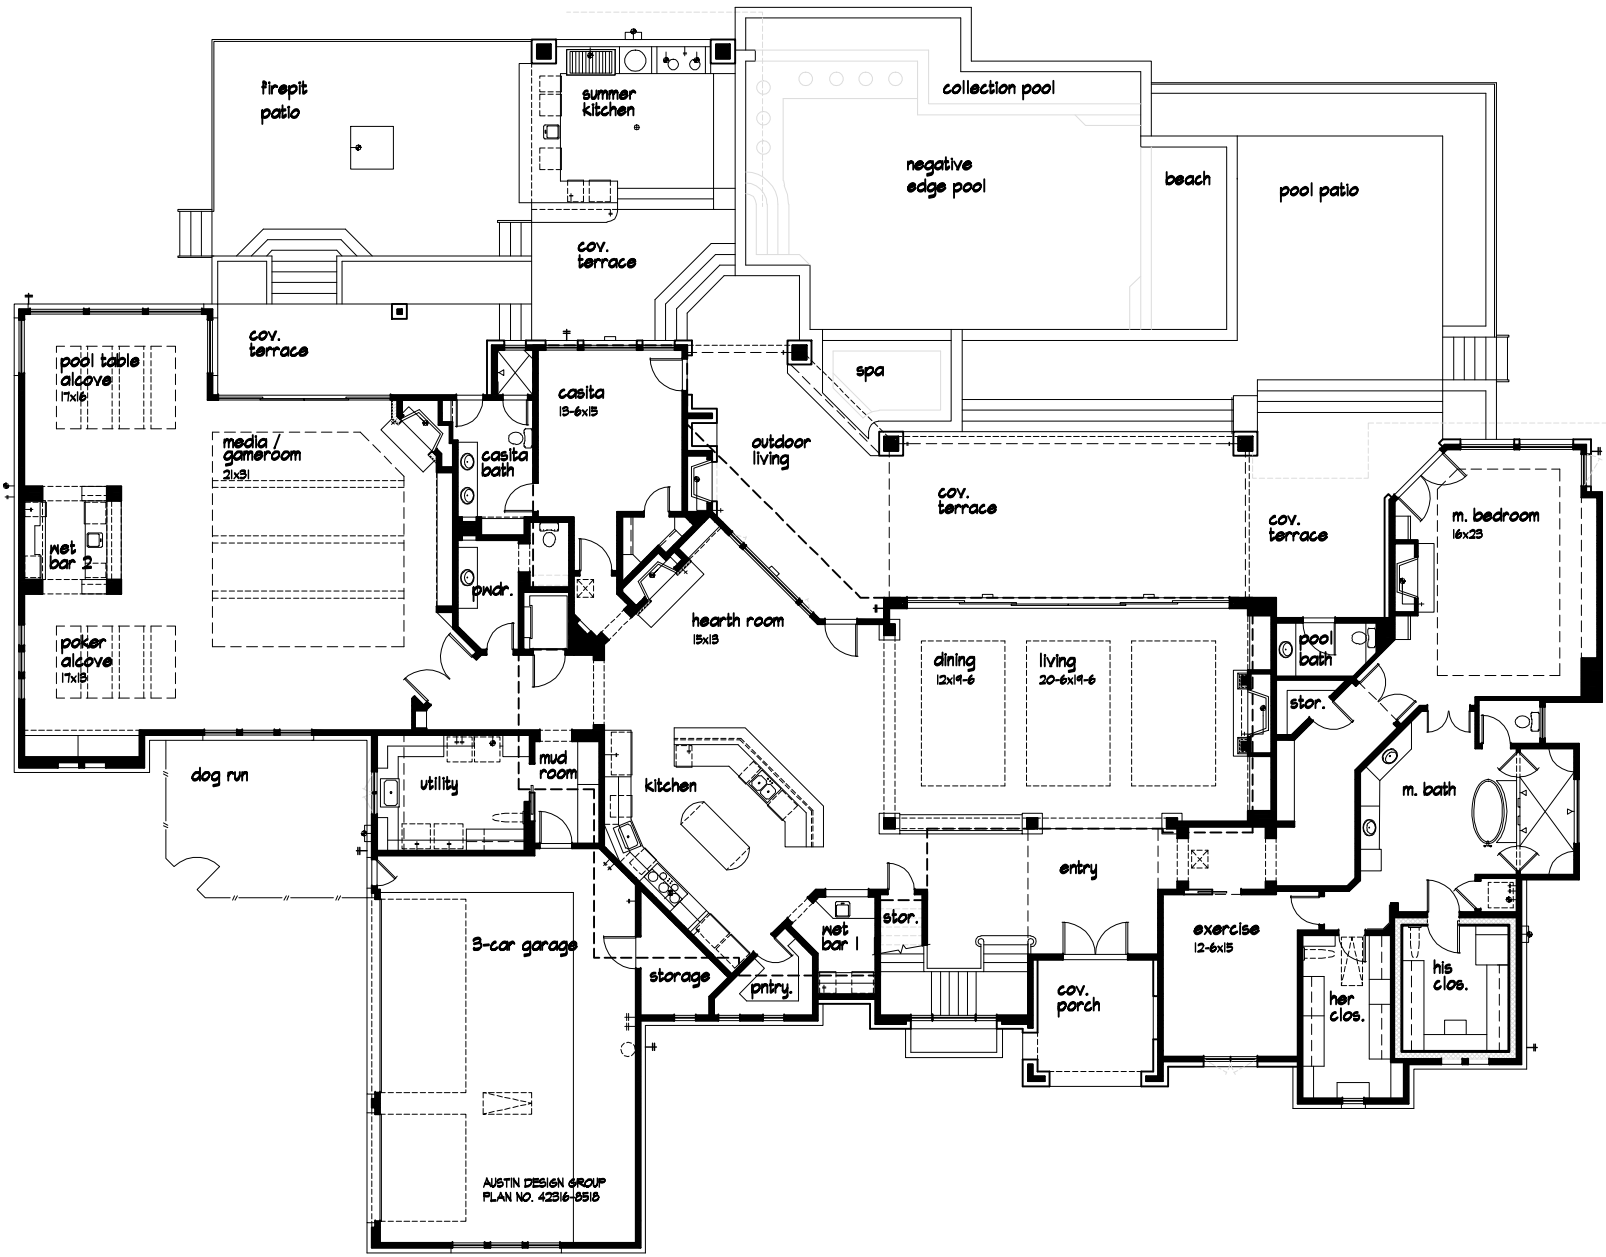 firepit
patio
summer
kitchen
collection pool
negative
edge pool
beach
pool patio
cov.
terrace
cov.
terrace
pool table
alcove
17x16
media /
gameroom
21x31
casita
13-6x15
casita
bath
spa
outdoor
living
cov.
terrace
cov.
terrace
m. bedroom
16x23
wet
bar 2
pwdr.
hearth room
15x13
poker
alcove
17x13
dining
12x19-6
living
20-6x19-6
pool
bath
stor.
dog run
utility
mud
room
kitchen
m. bath
entry
3-car garage
storage
pntry.
wet
bar 1
stor.
cov.
porch
exercise
12-6x15
her
clos.
his
clos.
AUSTIN DESIGN GROUP
PLAN NO. 42316-8518